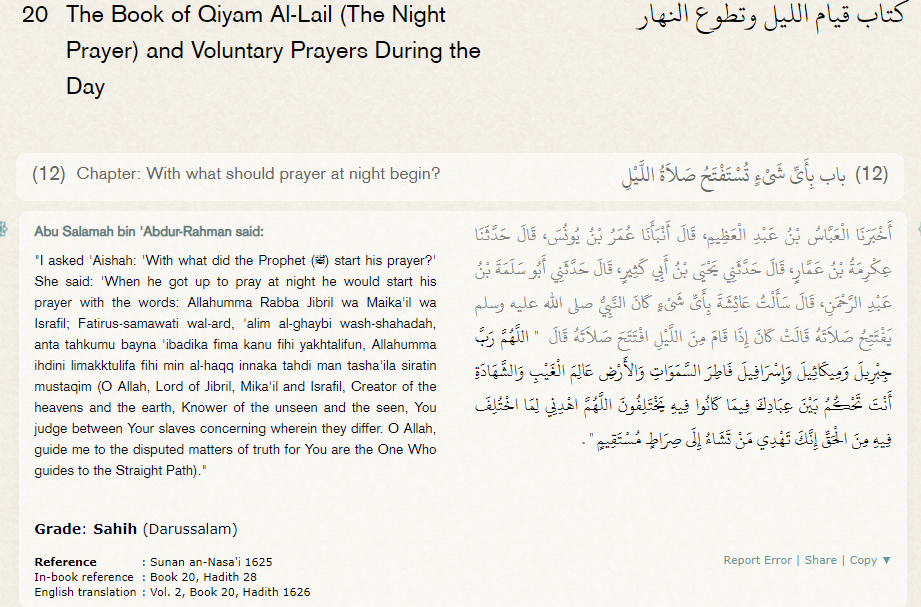 20 The Book of Qiyam Al-Lail (The Night
Prayer) and Voluntary Prayers During the
Day
كتاب قيام الليل وتطوع النهار
(12) Chapter: With what should prayer at night begin?
(12) باب بِأَىِّ شَىْءٍ تُسْتَفْتَحُ صَلاَةُ اللَّيْلِ
Abu Salamah bin 'Abdur-Rahman said:
"I asked 'Aishah: 'With what did the Prophet (ﷺ) start his prayer?'
She said: 'When he got up to pray at night he would start his
prayer with the words: Allahumma Rabba Jibril wa Maika'il wa
Israfil; Fatirus-samawati wal-ard, 'alim al-ghaybi wash-shahadah,
anta tahkumu bayna 'ibadika fima kanu fihi yakhtalifun, Allahumma
ihdini limakktulifa fihi min al-haqq innaka tahdi man tasha'ila siratin
mustaqim (O Allah, Lord of Jibril, Mika'il and Israfil, Creator of the
heavens and the earth, Knower of the unseen and the seen, You
judge between Your slaves concerning wherein they differ. O Allah,
guide me to the disputed matters of truth for You are the One Who
guides to the Straight Path)."
أَخْبَرَنَا الْعَبَّاسُ بْنُ عَبْدِ الْعَظِيمِ، قَالَ أَنْبَأَنَا عُمَرُ بْنُ يُونُسَ، قَالَ حَدَّثَنَا
عِكْرِمَةُ بْنُ عَمَّارٍ، قَالَ حَدَّثَنِي يَحْيَى بْنُ أَبِي كَثِيرٍ، قَالَ حَدَّثَنِي أَبُو سَلَمَةَ بْنُ
عَبْدِ الرَّحْمَنِ، قَالَ سَأَلْتُ عَائِشَةَ بِأَىِّ شَىْءٍ كَانَ النَّبِيُّ صلى الله عليه وسلم
يَفْتَتِحُ صَلاَتَهُ قَالَتْ كَانَ إِذَا قَامَ مِنَ اللَّيْلِ افْتَتَحَ صَلاَتَهُ قَالَ " اللَّهُمَّ رَبَّ
جِبْرِيلَ وَمِيكَائِيلَ وَإِسْرَافِيلَ فَاطِرَ السَّمَوَاتِ وَالأَرْضِ عَالِمَ الْغَيْبِ وَالشَّهَادَةِ
أَنْتَ تَحْكُمُ بَيْنَ عِبَادِكَ فِيمَا كَانُوا فِيهِ يَخْتَلِفُونَ اللَّهُمَّ اهْدِنِي لِمَا اخْتُلِفَ
فِيهِ مِنَ الْحَقِّ إِنَّكَ تَهْدِي مَنْ تَشَاءُ إِلَى صِرَاطٍ مُسْتَقِيمٍ " .
Grade: Sahih (Darussalam)
Reference : Sunan an-Nasa'i 1625
In-book reference : Book 20, Hadith 28
English translation : Vol. 2, Book 20, Hadith 1626
Report Error | Share | Copy ▼